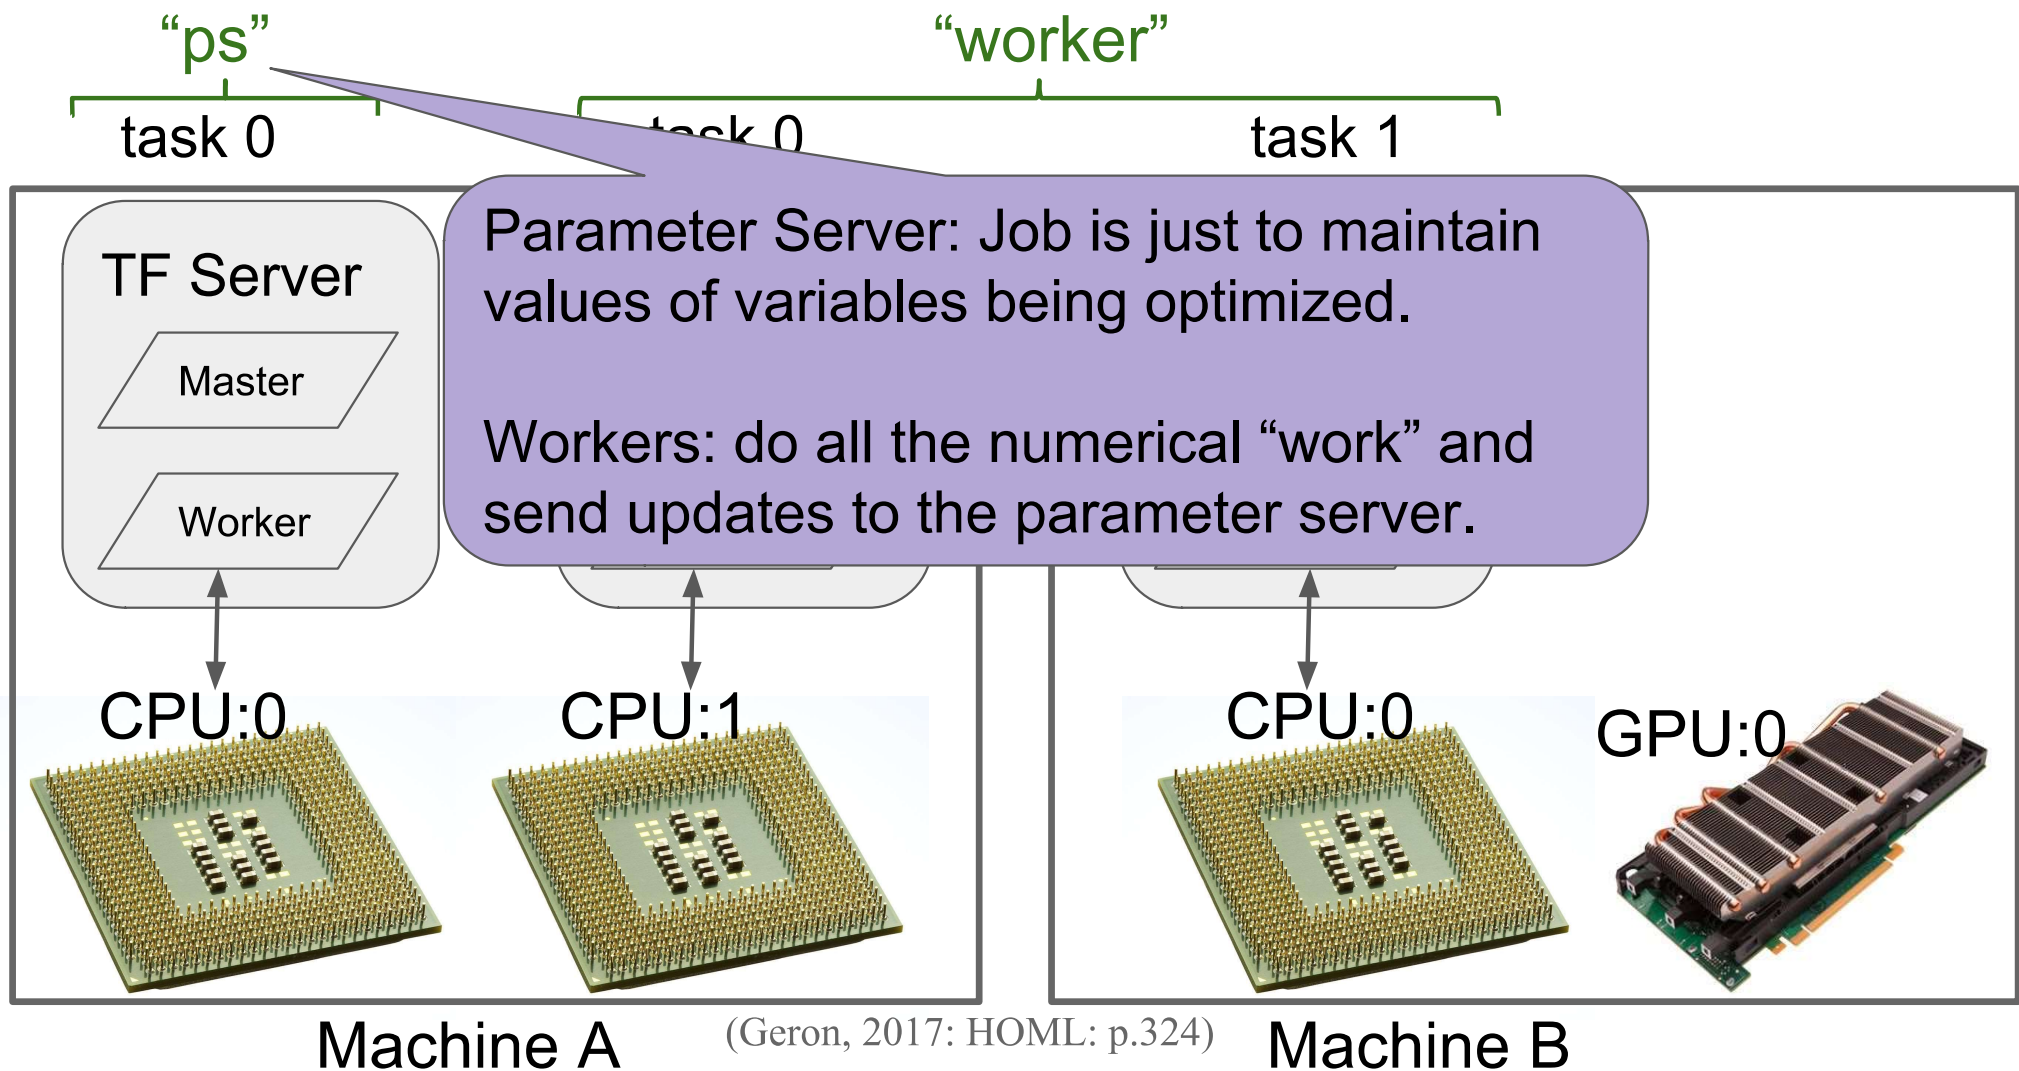 “ps”
“worker”
task 0
task 0
task 1
TF Server
Master
Worker
Parameter Server: Job is just to maintain
values of variables being optimized.
Workers: do all the numerical “work” and
send updates to the parameter server.
CPU:0
CPU:1
CPU:0
GPU:0
Machine A
(Geron, 2017: HOML: p.324)
Machine B